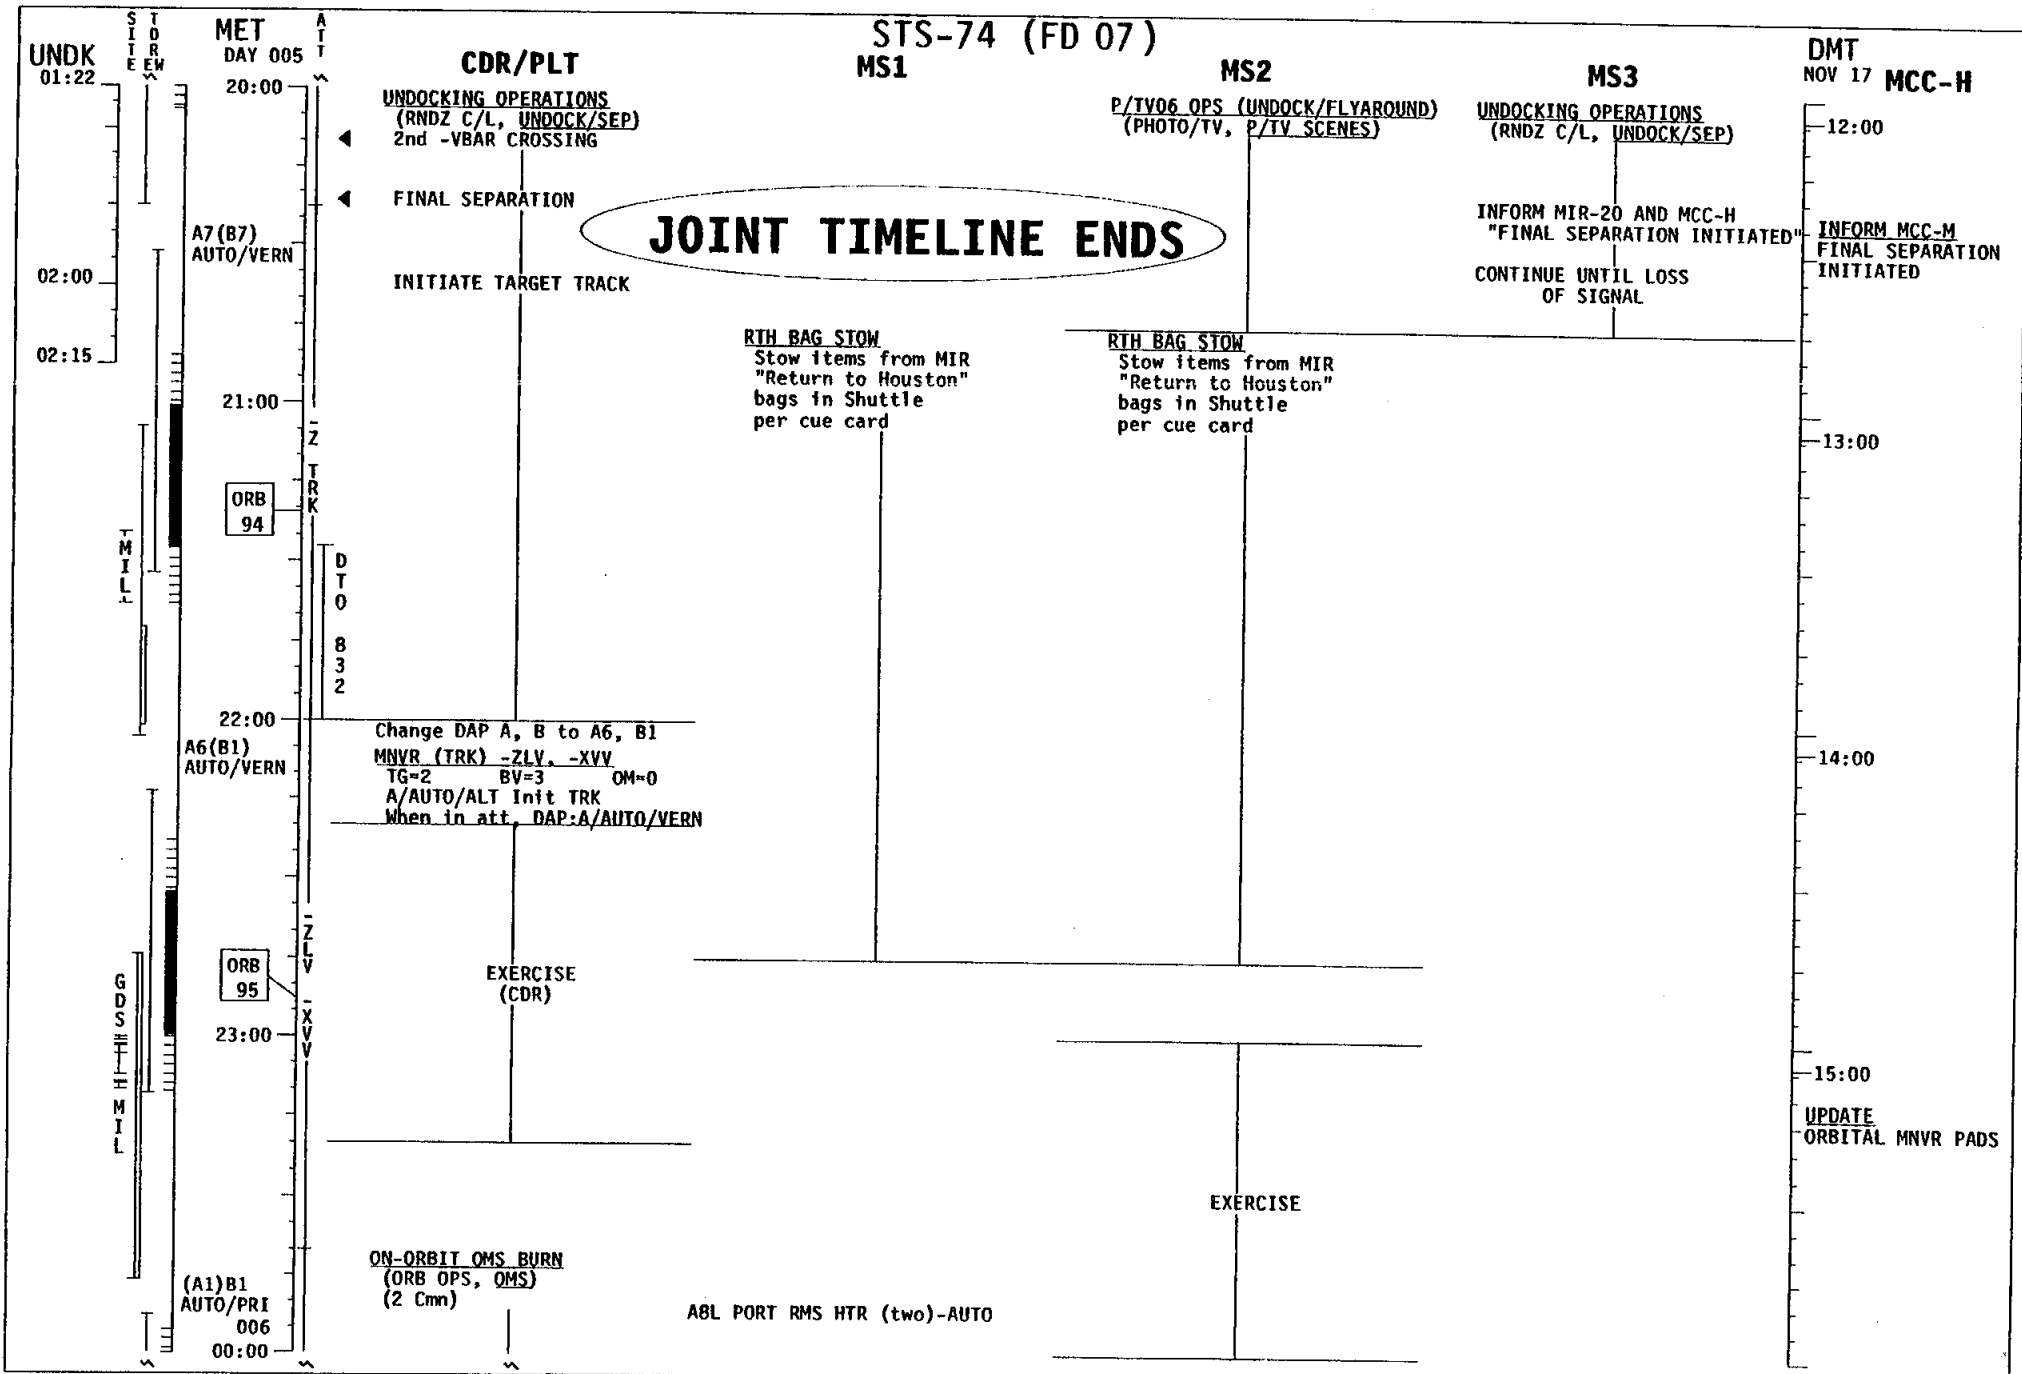 STS-74 (FD 07)
UNDK
SITE
TDREW
MET
DAY 005
ATT
CDR/PLT
MS1
MS2
MS3
DMT
NOV 17 MCC-H
01:22
02:00
02:15
20:00
21:00
22:00
23:00
006
00:00
A7(B7)
AUTO/VERN
A6(B1)
AUTO/VERN
(A1)B1
AUTO/PRI
ORB
94
ORB
95
MIL
GDS
MIL
-Z TRK
DTO 832
-ZLV -XVV
UNDOCKING OPERATIONS
(RNDZ C/L, UNDOCK/SEP)
2nd -VBAR CROSSING
FINAL SEPARATION
INITIATE TARGET TRACK
Change DAP A, B to A6, B1
MNVR (TRK) -ZLV, -XVV
TG=2 BV=3 OM=0
A/AUTO/ALT Init TRK
When in att, DAP:A/AUTO/VERN
EXERCISE
(CDR)
ON-ORBIT OMS BURN
(ORB OPS, OMS)
(2 Cmn)
JOINT TIMELINE ENDS
RTH BAG STOW
Stow items from MIR
"Return to Houston"
bags in Shuttle
per cue card
A8L PORT RMS HTR (two)-AUTO
P/TV06 OPS (UNDOCK/FLYAROUND)
(PHOTO/TV, P/TV SCENES)
RTH BAG STOW
Stow items from MIR
"Return to Houston"
bags in Shuttle
per cue card
EXERCISE
UNDOCKING OPERATIONS
(RNDZ C/L, UNDOCK/SEP)
INFORM MIR-20 AND MCC-H
"FINAL SEPARATION INITIATED"
CONTINUE UNTIL LOSS
OF SIGNAL
12:00
INFORM MCC-M
FINAL SEPARATION
INITIATED
13:00
14:00
15:00
UPDATE
ORBITAL MNVR PADS